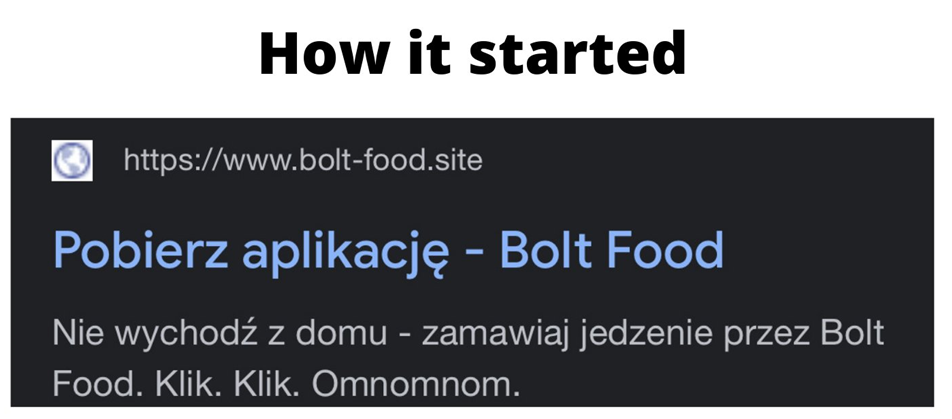 How it started
https://www.bolt-food.site
Pobierz aplikację - Bolt Food
Nie wychodź z domu - zamawiaj jedzenie przez Bolt
Food. Klik. Klik. Omnomnom.